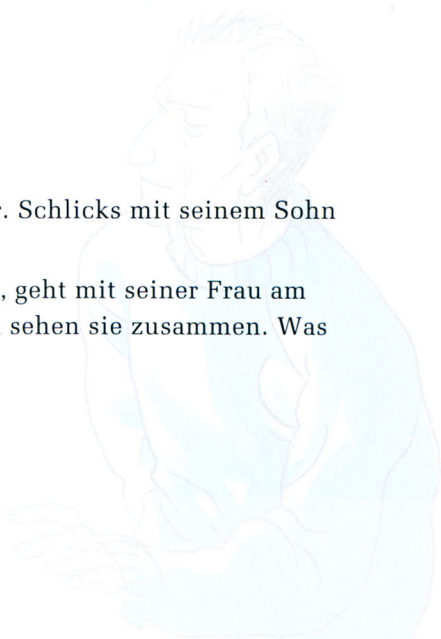 . Schlicks mit seinem Sohn
, geht mit seiner Frau am
sehen sie zusammen. Was